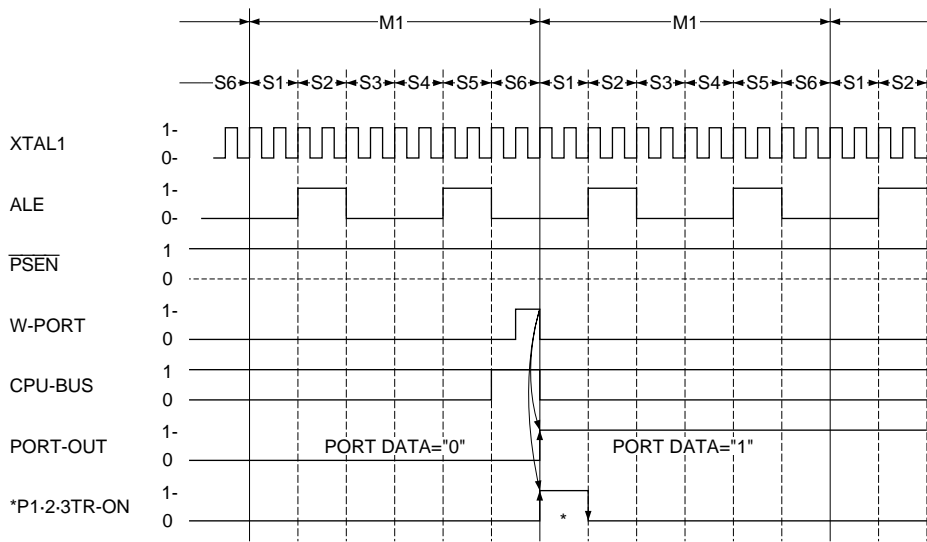 M1 M1
S6 S1 S2 S3 S4 S5 S6 S1 S2 S3 S4 S5 S6 S1 S2
XTAL1 1-
0-
ALE 1-
0-
PSEN 1
0
W-PORT 1-
0
CPU-BUS 1
0
PORT-OUT 1-
0 PORT DATA="0" PORT DATA="1"
*P1·2·3TR-ON 1-
0 *